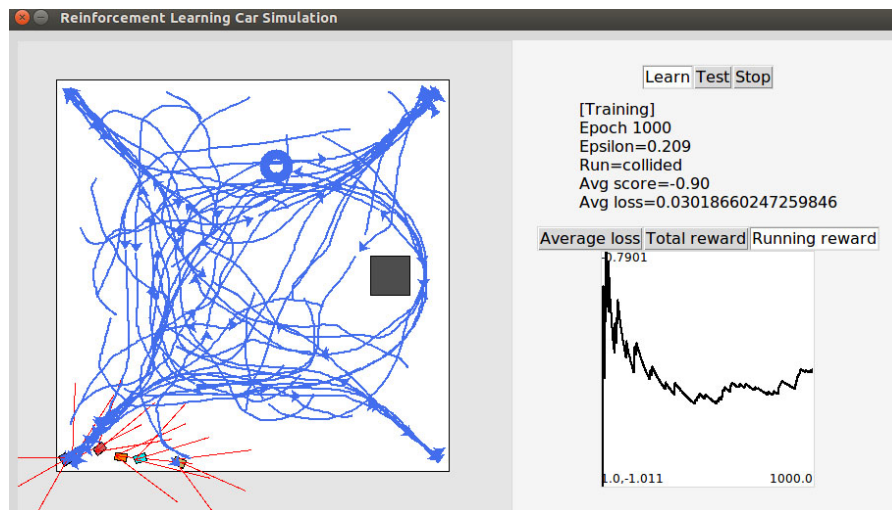 Reinforcement Learning Car Simulation
Learn Test Stop
[Training]
Epoch 1000
Epsilon=0.209
Run=collided
Avg score=-0.90
Avg loss=0.03018660247259846
Average loss Total reward Running reward
-0.7901
1.0,-1.011 1000.0